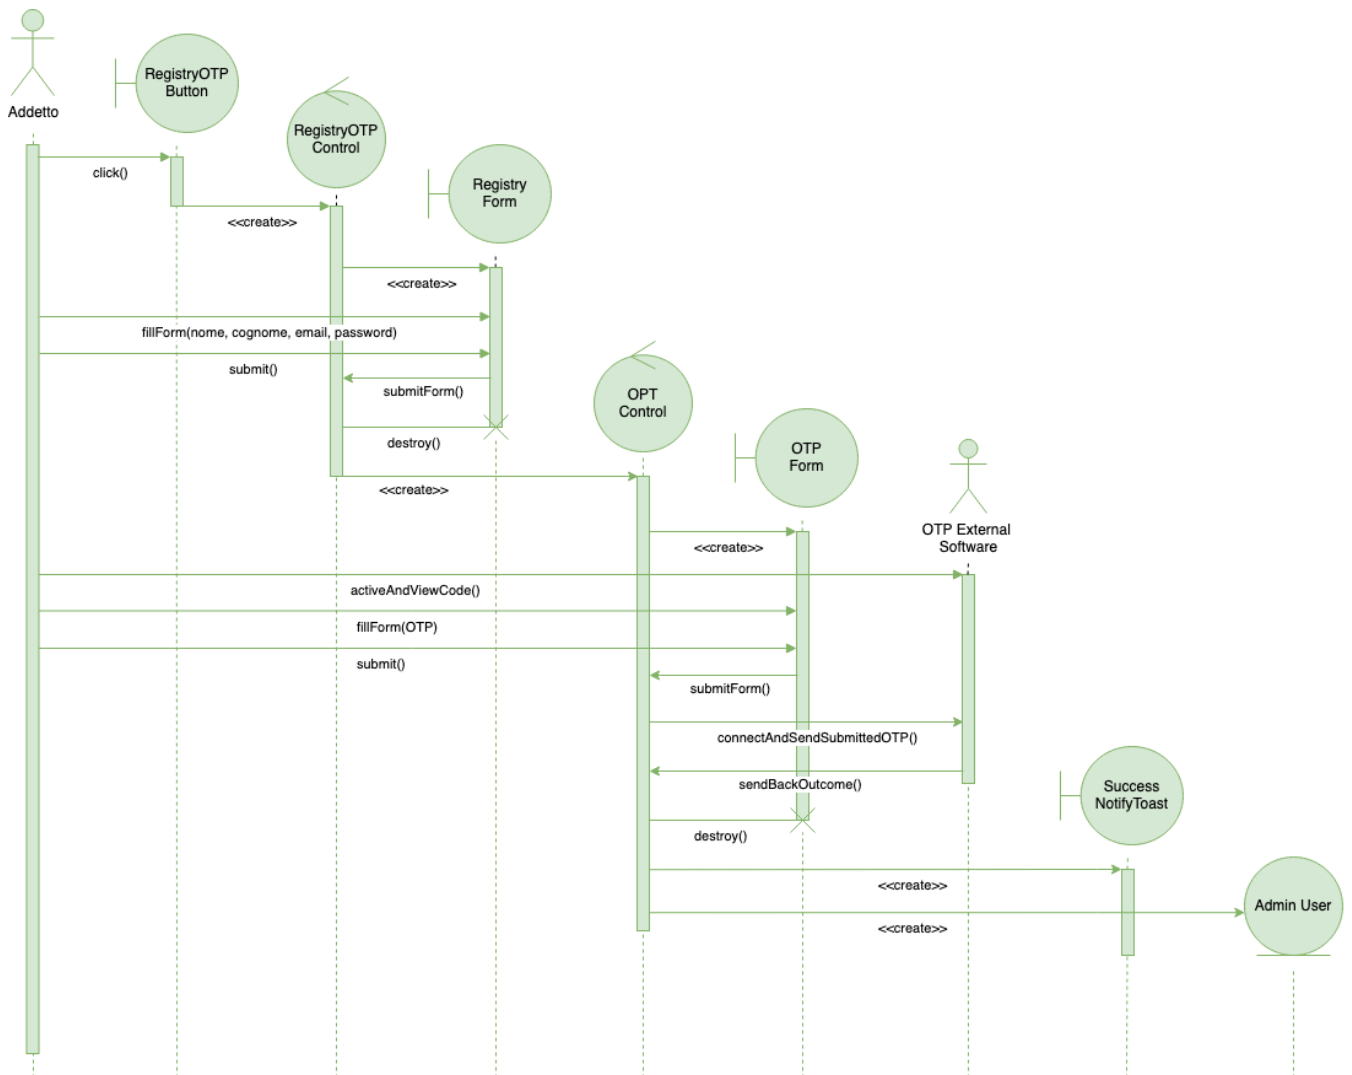 Addetto
RegistryOTP
Button
RegistryOTP
Control
Registry
Form
click()
<<create>>
<<create>>
fillForm(nome, cognome, email, password)
submit()
submitForm()
destroy()
OPT
Control
OTP
Form
<<create>>
OTP External
Software
<<create>>
activeAndViewCode()
fillForm(OTP)
submit()
submitForm()
connectAndSendSubmittedOTP()
sendBackOutcome()
Success
NotifyToast
destroy()
<<create>>
Admin User
<<create>>